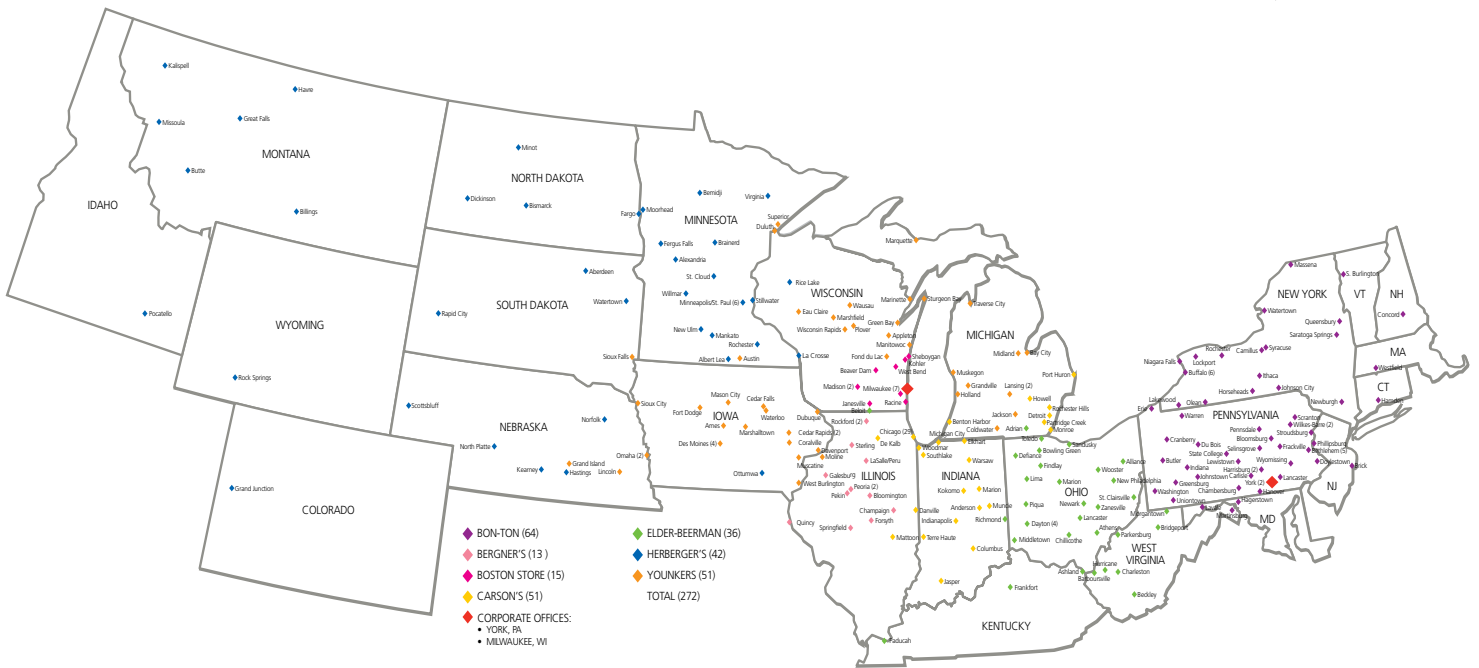 Kalispell
Havre
Missoula
Great Falls
MONTANA
Butte
IDAHO
Billings
Pocatello
WYOMING
Rock Springs
Grand Junction
COLORADO
Minot
NORTH DAKOTA
Dickinson
Bismarck
Fargo
Aberdeen
SOUTH DAKOTA
Watertown
Rapid City
Sioux Falls
Scottsbluff
Norfolk
NEBRASKA
North Platte
Omaha (2)
Grand Island
Kearney
Hastings
Lincoln
Bemidji
Virginia
Moorhead
MINNESOTA
Superior
Duluth
Fergus Falls
Brainerd
Alexandria
St. Cloud
Willmar
Minneapolis/St. Paul (6)
Stillwater
New Ulm
Mankato
Rochester
Albert Lea
Austin
Sioux City
Mason City
Cedar Falls
Fort Dodge
IOWA
Waterloo
Ames
Marshalltown
Des Moines (4)
Dubuque
Cedar Rapids (2)
Coralville
Davenport
Moline
Muscatine
Ottumwa
West Burlington
Marquette
Rice Lake
WISCONSIN
Marinette
Sturgeon Bay
Wausau
Eau Claire
Marshfield
Green Bay
Wisconsin Rapids
Plover
Appleton
Manitowoc
La Crosse
Fond du Lac
Sheboygan
Kohler
Beaver Dam
West Bend
Madison (2)
Milwaukee (7)
Janesville
Racine
Beloit
Rockford (2)
Chicago (25)
Sterling
De Kalb
LaSalle/Peru
Galesburg
ILLINOIS
Peoria (2)
Pekin
Bloomington
Champaign
Quincy
Springfield
Forsyth
Mattoon
Danville
Traverse City
MICHIGAN
Midland
Bay City
Muskegon
Port Huron
Grandville
Lansing (2)
Holland
Howell
Rochester Hills
Jackson
Detroit
Partridge Creek
Benton Harbor
Coldwater
Adrian
Monroe
Michigan City
Woodmar
Elkhart
Southlake
Warsaw
INDIANA
Kokomo
Marion
Anderson
Muncie
Indianapolis
Richmond
Terre Haute
Columbus
Jasper
Toledo
Sandusky
Bowling Green
Defiance
Findlay
Alliance
Wooster
Lima
Marion
New Philadelphia
OHIO
St. Clairsville
Piqua
Newark
Zanesville
Lancaster
Dayton (4)
Athens
Middletown
Chillicothe
Parkersburg
Morgantown
Bridgeport
WEST
VIRGINIA
Hurricane
Ashland
Charleston
Barboursville
Beckley
Frankfort
KENTUCKY
Paducah
Massena
S. Burlington
NEW YORK
VT
NH
Watertown
Queensbury
Concord
Saratoga Springs
Rochester
Camillus
Syracuse
MA
Niagara Falls
Lockport
Buffalo (6)
Ithaca
Westfield
Horseheads
Johnson City
CT
Lakewood
Olean
Newburgh
Hamden
Erie
Warren
PENNSYLVANIA
Scranton
Wilkes-Barre (2)
Pennsdale
Stroudsburg
Cranberry
Du Bois
Bloomsburg
Phillipsburg
State College
Selinsgrove
Frackville
Bethlehem (5)
Butler
Lewistown
Wyomissing
Doylestown
Indiana
Harrisburg (2)
Brick
Johnstown
Carlisle
Lancaster
Greensburg
York (2)
NJ
Washington
Chambersburg
Hanover
Uniontown
Hagerstown
LaVale
Martinsburg
MD
BON-TON (64)
BERGNER'S (13 )
BOSTON STORE (15)
CARSON'S (51)
CORPORATE OFFICES:
• YORK, PA
• MILWAUKEE, WI
ELDER-BEERMAN (36)
HERBERGER'S (42)
YOUNKERS (51)
TOTAL (272)